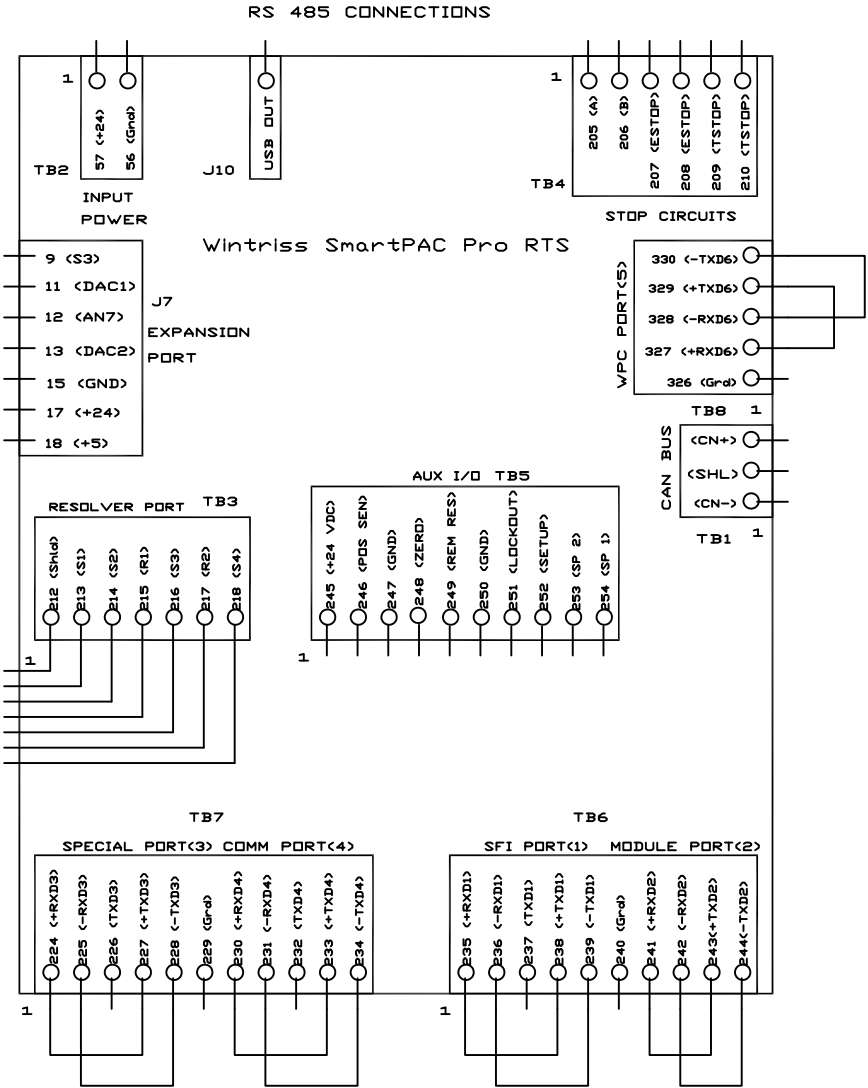 RS 485 CONNECTIONS
1
57 (+24)
56 (Gnd)
TB2
INPUT
POWER
USB OUT
J10
1
205 (A)
206 (B)
207 (ESTOP)
208 (ESTOP)
209 (TSTOP)
210 (TSTOP)
TB4
STOP CIRCUITS
Wintriss SmartPAC Pro RTS
9 (S3)
11 (DAC1)
12 (AN7)
13 (DAC2)
15 (GND)
17 (+24)
18 (+5)
J7
EXPANSION
PORT
WPC PORT(5)
330 (-TXD6)
329 (+TXD6)
328 (-RXD6)
327 (+RXD6)
326 (Grd)
TB8 1
CAN BUS
(CN+)
(SHL)
(CN-)
TB1 1
RESOLVER PORT TB3
212 (Shld)
213 (S1)
214 (S2)
215 (R1)
216 (S3)
217 (R2)
218 (S4)
1
AUX I/O TB5
245 (+24 VDC)
246 (POS SEN)
247 (GND)
248 (ZERO)
249 (REM RES)
250 (GND)
251 (LOCKOUT)
252 (SETUP)
253 (SP 2)
254 (SP 1)
1
TB7
SPECIAL PORT(3) COMM PORT(4)
224 (+RXD3)
225 (-RXD3)
226 (TXD3)
227 (+TXD3)
228 (-TXD3)
229 (Grd)
230 (+RXD4)
231 (-RXD4)
232 (TXD4)
233 (+TXD4)
234 (-TXD4)
1
TB6
SFI PORT(1) MODULE PORT(2)
235 (+RXD1)
236 (-RXD1)
237 (TXD1)
238 (+TXD1)
239 (-TXD1)
240 (Grd)
241 (+RXD2)
242 (-RXD2)
243(+TXD2)
244(-TXD2)
1